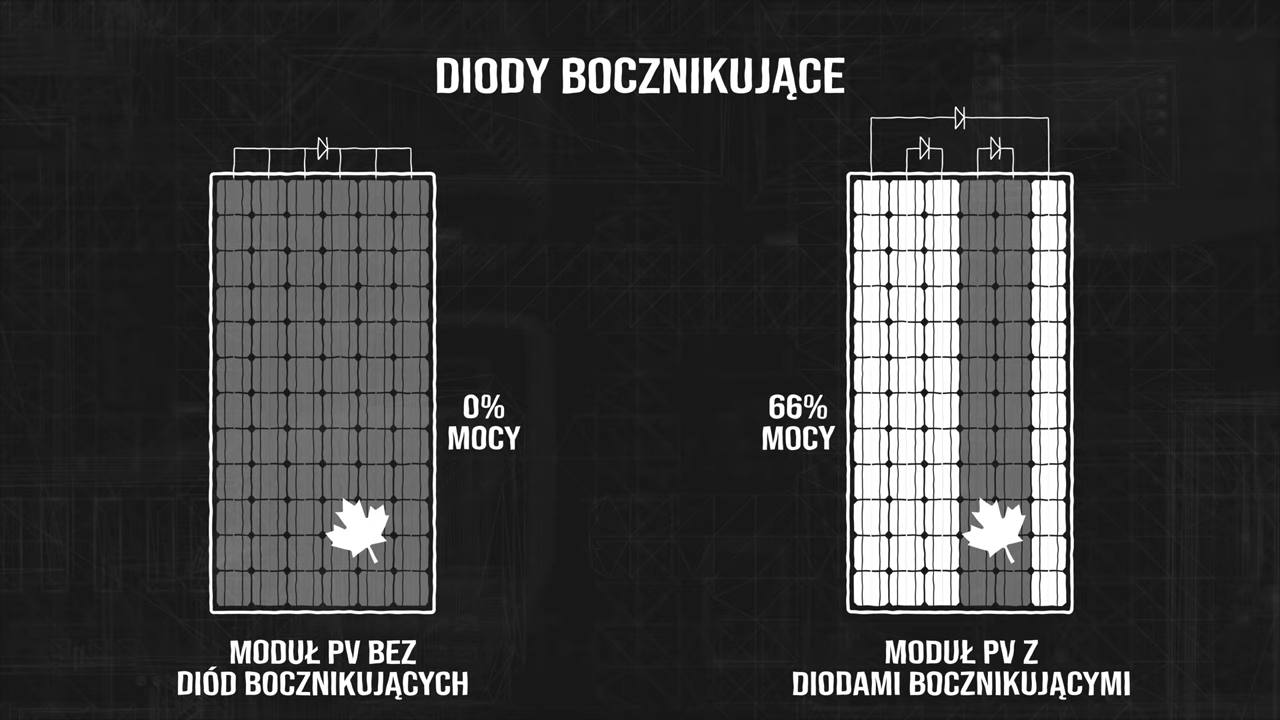 DIODY BOCZNIKUJĄCE
0%
MOCY
66%
MOCY
MODUŁ PV BEZ
DIÓD BOCZNIKUJĄCYCH
MODUŁ PV Z
DIODAMI BOCZNIKUJĄCYMI